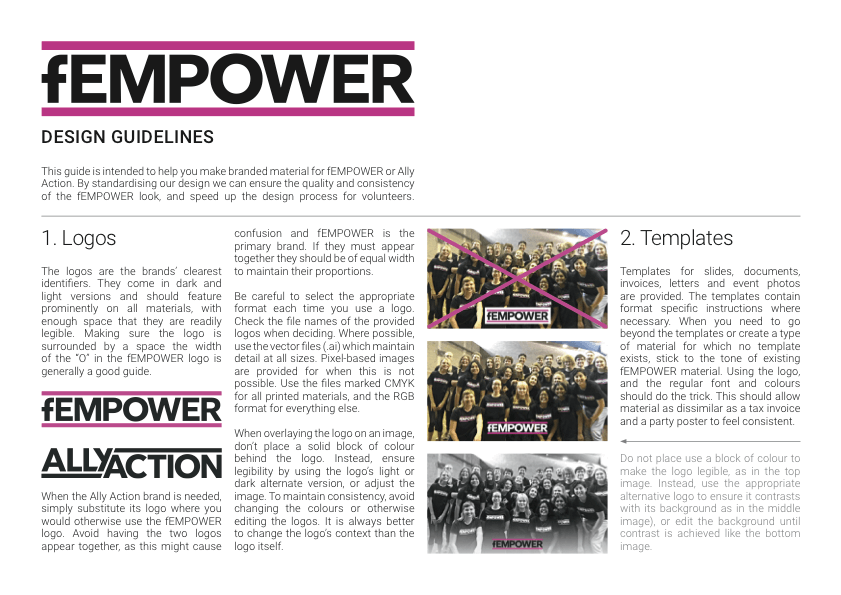 fEMPOWER
DESIGN GUIDELINES
This guide is intended to help you make branded material for fEMPOWER or Ally
Action. By standardising our design we can ensure the quality and consistency
of the fEMPOWER look, and speed up the design process for volunteers.
1. Logos
The logos are the brands' clearest
identifiers. They come in dark and
light versions and should feature
prominently on all materials, with
enough space that they are readily
legible. Making sure the logo is
surrounded by a space the width
of the "O" in the fEMPOWER logo is
generally a good guide.
fEMPOWER
ALLYACTION
When the Ally Action brand is needed,
simply substitute its logo where you
would otherwise use the fEMPOWER
logo. Avoid having the two logos
appear together, as this might cause
confusion and fEMPOWER is the
primary brand. If they must appear
together they should be of equal width
to maintain their proportions.
Be careful to select the appropriate
format each time you use a logo.
Check the file names of the provided
logos when deciding. Where possible,
use the vector files (.ai) which maintain
detail at all sizes. Pixel-based images
are provided for when this is not
possible. Use the files marked CMYK
for all printed materials, and the RGB
format for everything else.
When overlaying the logo on an image,
don't place a solid block of colour
behind the logo. Instead, ensure
legibility by using the logo's light or
dark alternate version, or adjust the
image. To maintain consistency, avoid
changing the colours or otherwise
editing the logos. It is always better
to change the logo's context than the
logo itself.
fEMPOWER
fEMPOWER
fEMPOWER
2. Templates
Templates for slides, documents,
invoices, letters and event photos
are provided. The templates contain
format specific instructions where
necessary. When you need to go
beyond the templates or create a type
of material for which no template
exists, stick to the tone of existing
fEMPOWER material. Using the logo,
and the regular font and colours
should do the trick. This should allow
material as dissimilar as a tax invoice
and a party poster to feel consistent.
Do not place use a block of colour to
make the logo legible, as in the top
image. Instead, use the appropriate
alternative logo to ensure it contrasts
with its background as in the middle
image), or edit the background until
contrast is achieved like the bottom
image.